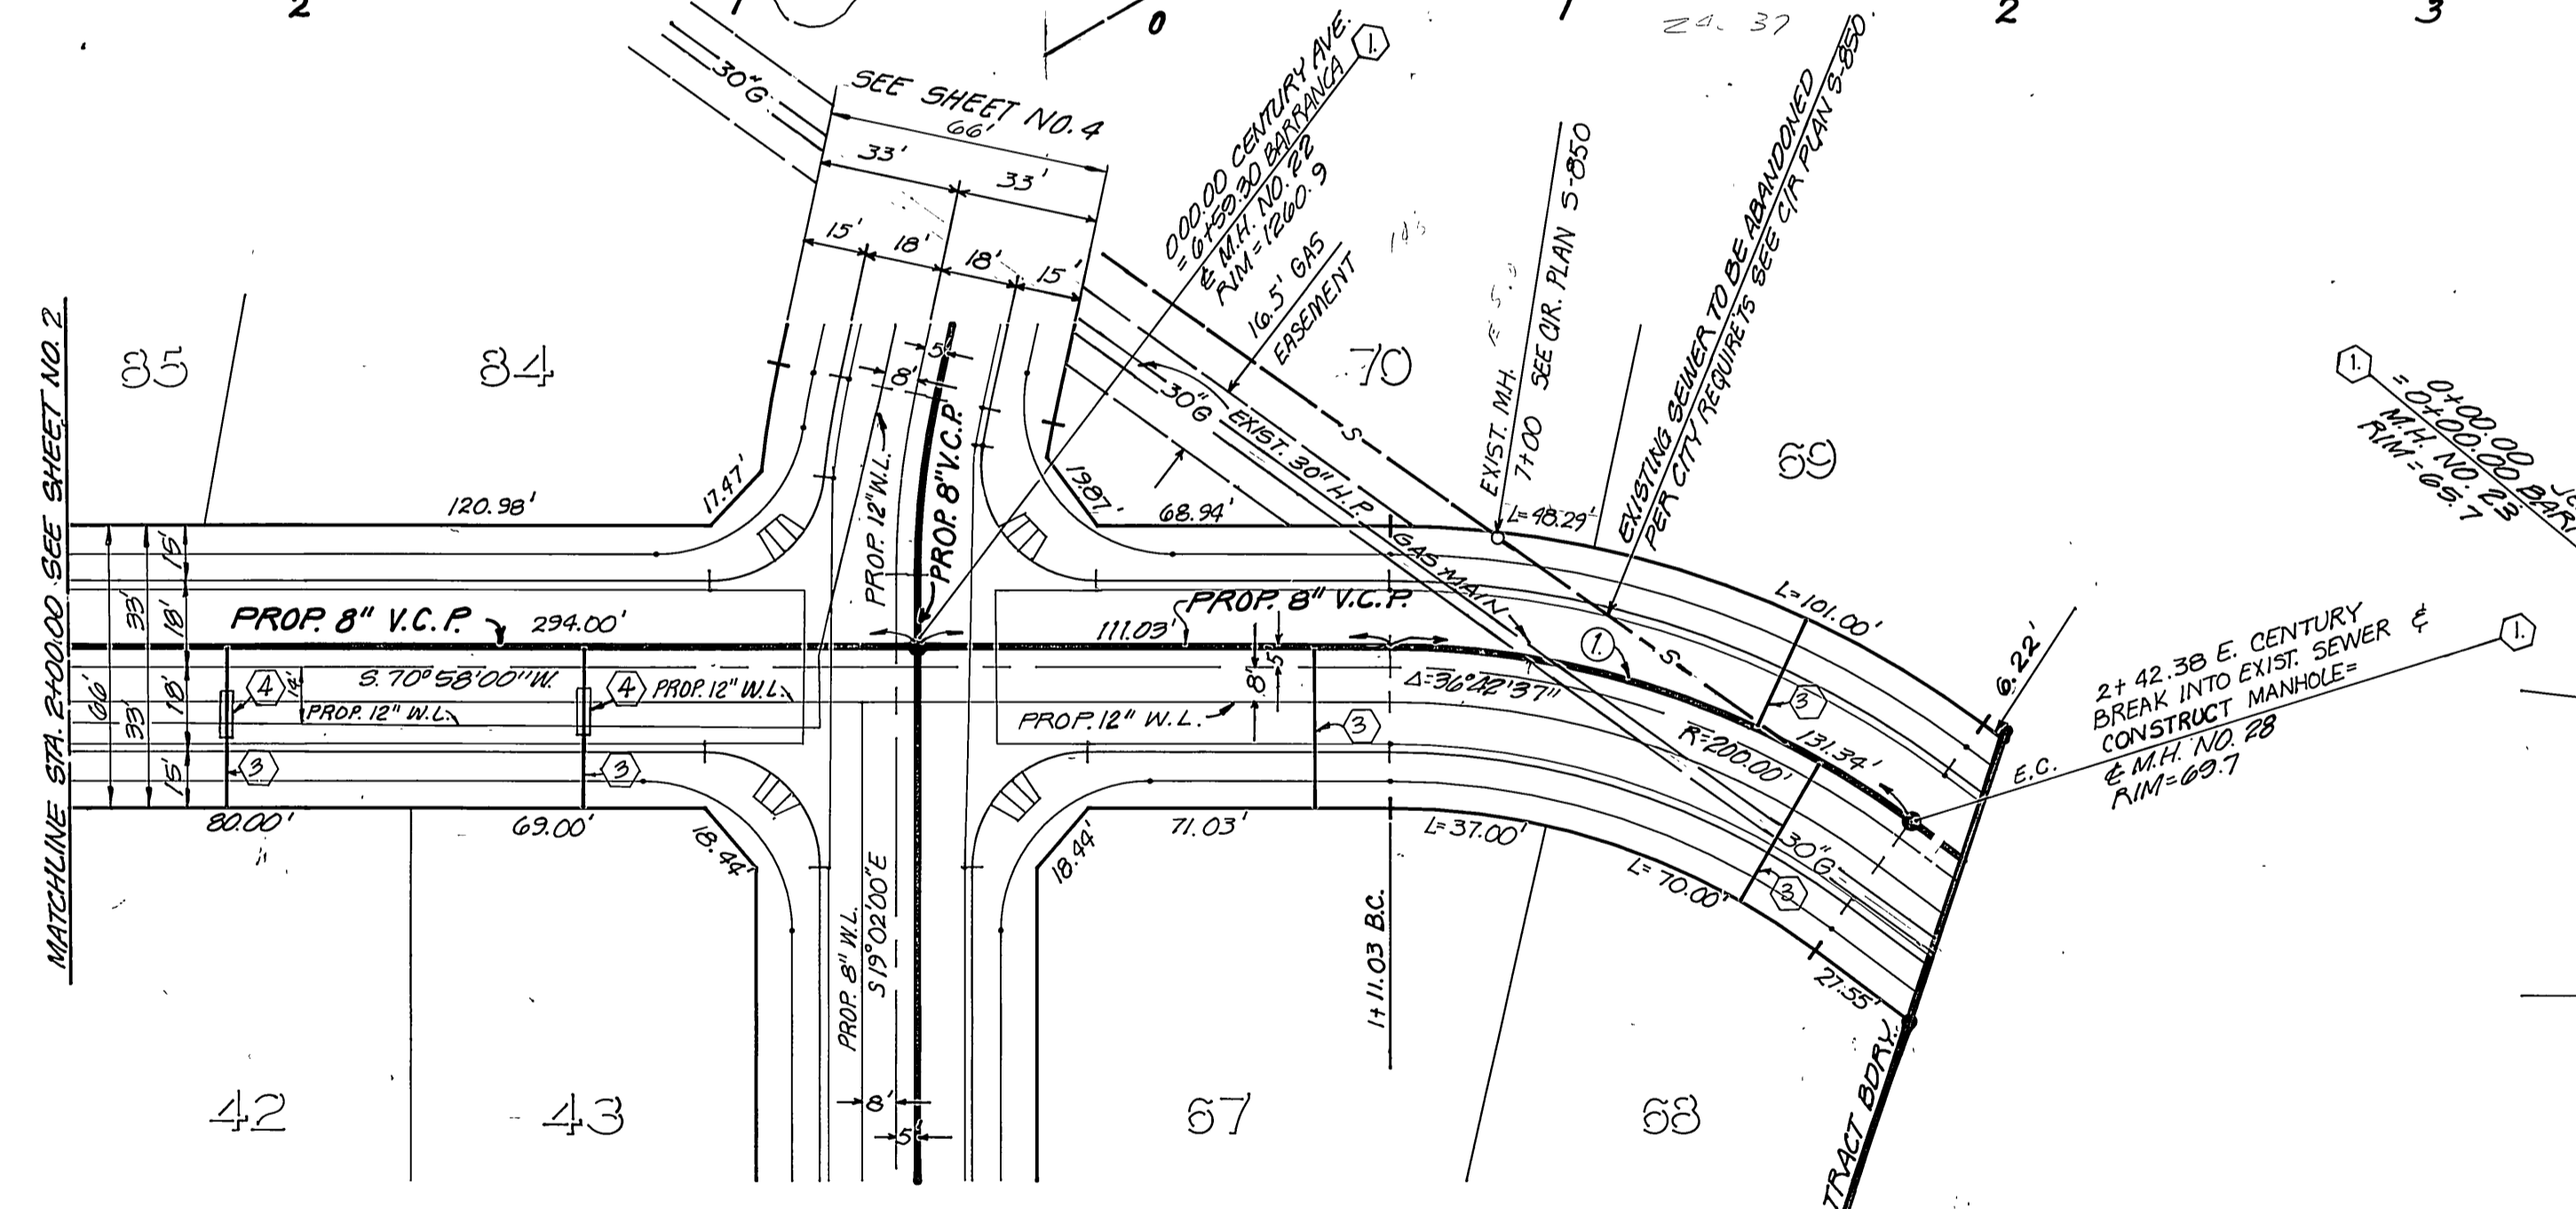 2
1
0
1
24. 37
2
3
30"G
SEE SHEET NO. 4
66'
33'
33'
15'
18'
18'
15'
000.00 CENTURY AVE.
= 6+59.30 BARRANCA
₵ M.H. NO. 22
RIM = 1260.9
1.
16.5' GAS
EASEMENT
EXIST. M.H.
7+00 SEE CIR. PLAN S-850
EXISTING SEWER TO BE ABANDONED
PER CITY REQUIRETS SEE C/R PLAN S-850
MATCHLINE STA. 2+00.00 SEE SHEET NO. 2
85
84
70
69
1.
0+00.00
= 0+00.00 BARR
M.H. NO. 23
RIM = 65.7
5'
8'
PROP. 12" W.L.
PROP. 8" V.C.P.
30"G
EXIST. 30" H.P.
GAS MAIN
S
120.98'
17.47'
19.87'
68.94'
L=48.29'
L=101.00'
6.22'
66'
33'
33'
15'
18'
18'
15'
PROP. 8" V.C.P.
294.00'
111.03'
PROP. 8" V.C.P.
5'
8'
1.
S
S. 70°58'00"W.
4
14'
PROP. 12" W.L.
4
PROP. 12" W.L.
3
3
PROP. 12" W.L.
3
Δ=36°42'37"
R=200.00'
131.34'
3
3
30"G
E.C.
2+42.38 E. CENTURY
BREAK INTO EXIST. SEWER &
CONSTRUCT MANHOLE=
₵ M.H. NO. 28
RIM=69.7
1.
80.00'
69.00'
18.44'
18.44'
71.03'
L=37.00'
L=70.00'
27.55'
PROP. 8" W.L.
S19°02'00"E
1+11.03 B.C.
8'
5'
42
43
67
68
TRACT BDRY.